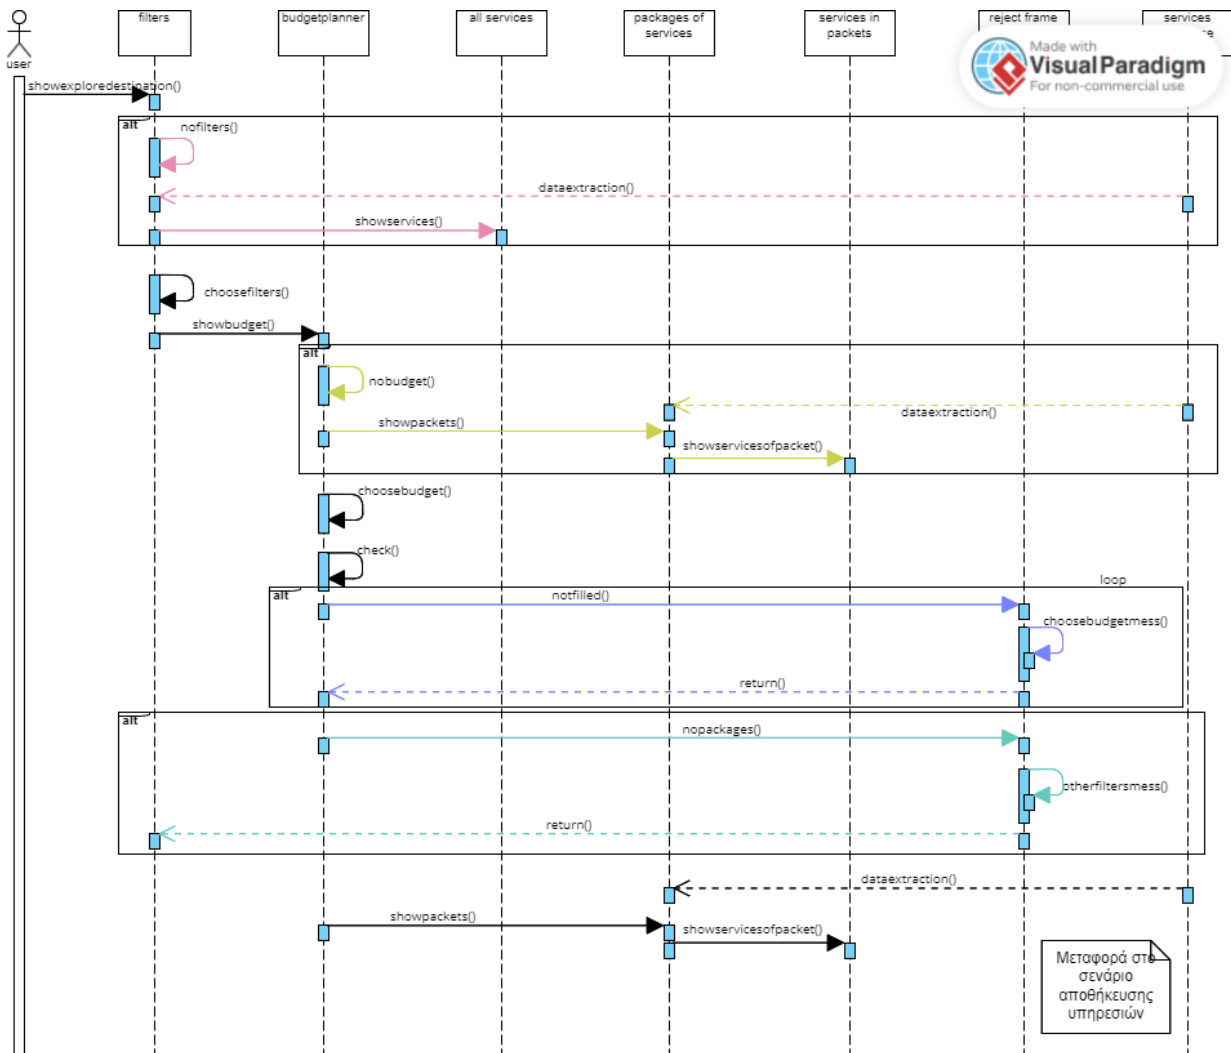 filters
budgetplanner
all services
packages of
services
services in
packets
reject frame
services
Made with
Visual Paradigm
For non-commercial use
user
showexploredestination()
alt
nofilters()
dataextraction()
showservices()
choosefilters()
showbudget()
alt
nobudget()
dataextraction()
showpackets()
showservicesofpacket()
choosebudget()
check()
loop
alt
notfilled()
choosebudgetmess()
return()
alt
nopackages()
otherfiltersmess()
return()
dataextraction()
showpackets()
showservicesofpacket()
Μεταφορά στο
σενάριο
αποθήκευσης
υπηρεσιών